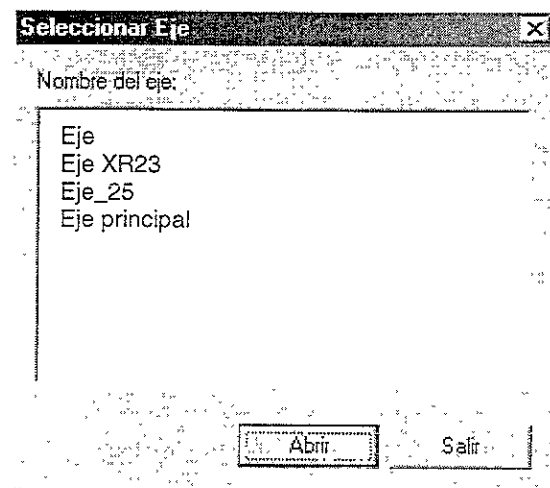 Seleccionar Eje
Nombre del eje:
Eje
Eje XR23
Eje_25
Eje principal
Abrir
Salir